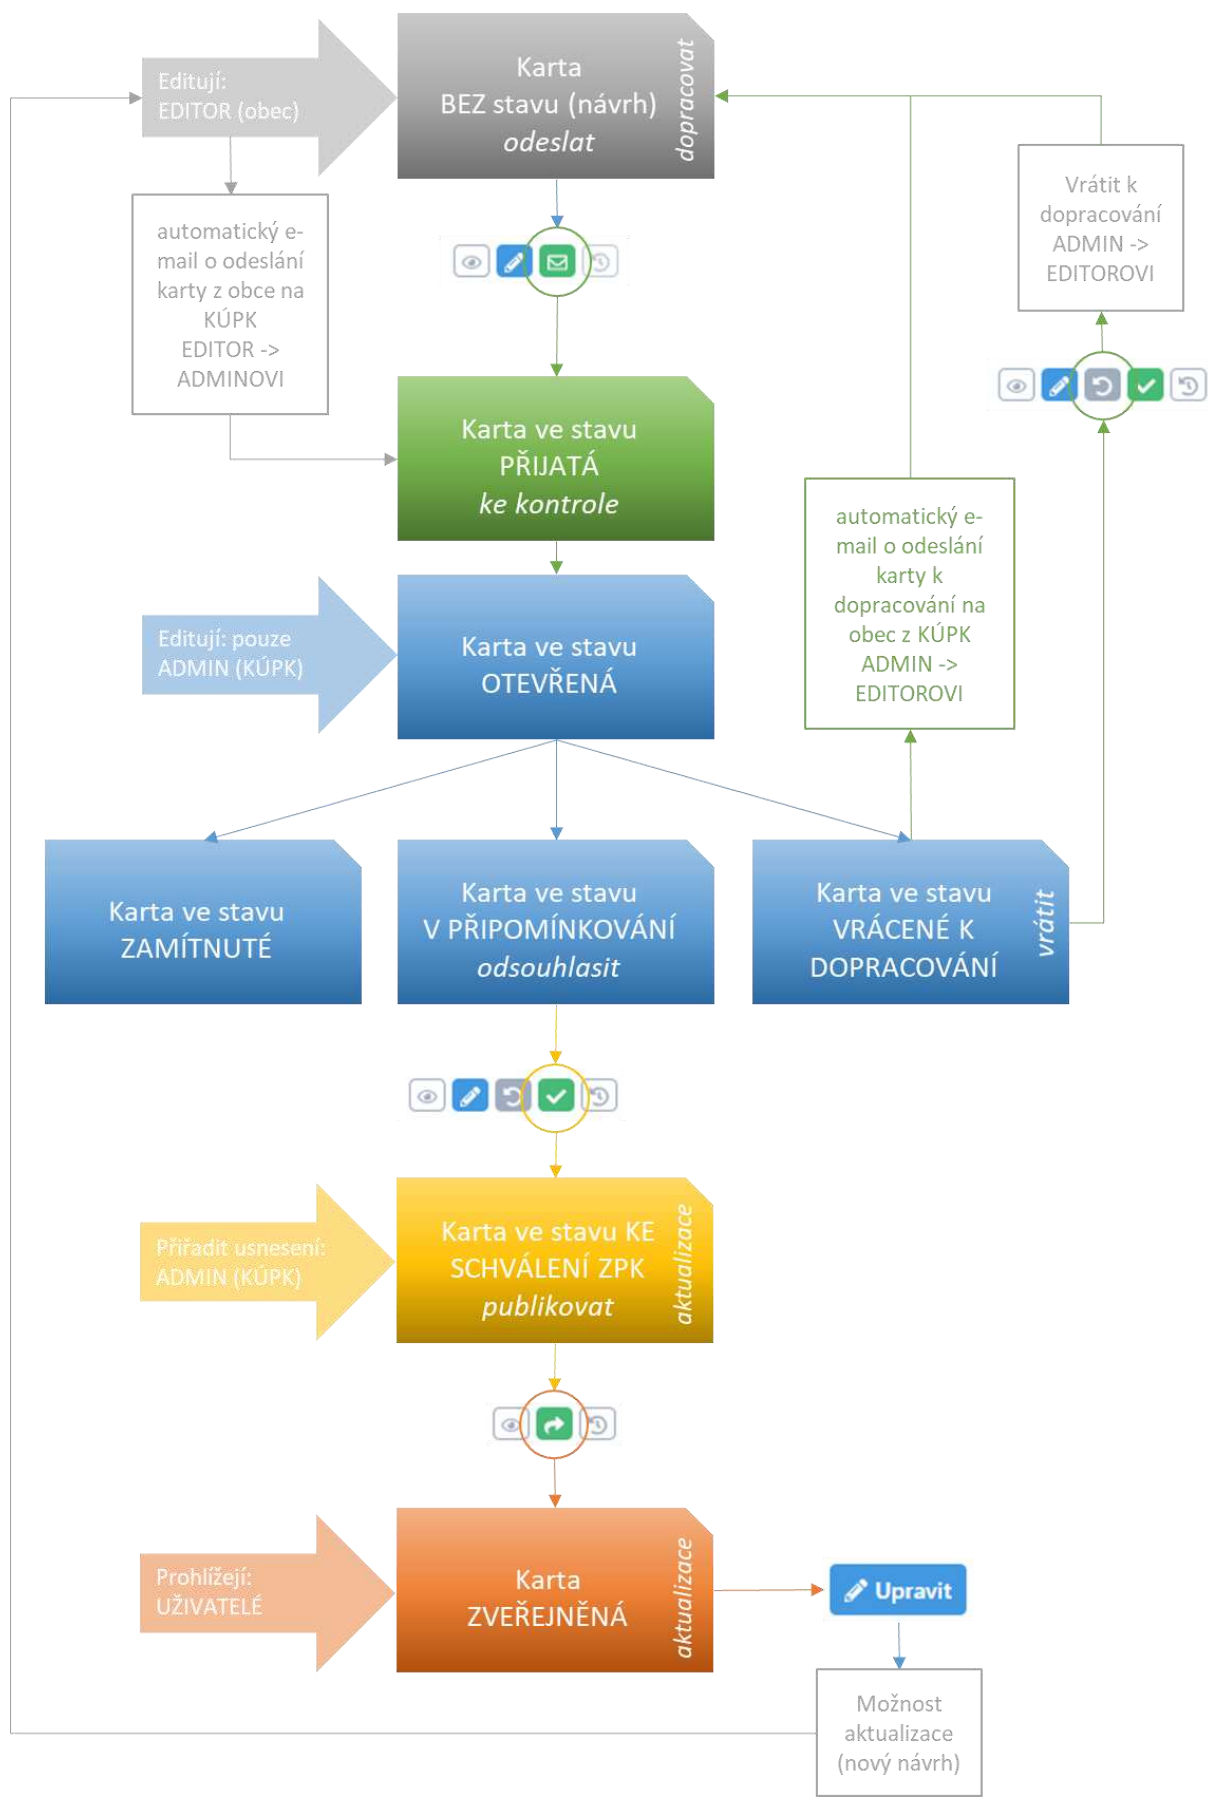 Karta
BEZ stavu (návrh)
odeslat
dopracovat
Editují:
EDITOR (obec)
automatický e-
mail o odeslání
karty z obce na
KÚPK
EDITOR ->
ADMINOVI
Vrátit k
dopracování
ADMIN ->
EDITOROVI
Karta ve stavu
PŘIJATÁ
ke kontrole
automatický e-
mail o odeslání
karty k
dopracování na
obec z KÚPK
ADMIN ->
EDITOROVI
Editují: pouze
ADMIN (KÚPK)
Karta ve stavu
OTEVŘENÁ
Karta ve stavu
ZAMÍTNUTÉ
Karta ve stavu
V PŘIPOMÍNKOVÁNÍ
odsouhlasit
Karta ve stavu
VRÁCENÉ K
DOPRACOVÁNÍ
vrátit
Přiřadit usnesení:
ADMIN (KÚPK)
Karta ve stavu KE
SCHVÁLENÍ ZPK
publikovat
aktualizace
Prohlížejí:
UŽIVATELÉ
Karta
ZVEŘEJNĚNÁ
aktualizace
Upravit
Možnost
aktualizace
(nový návrh)